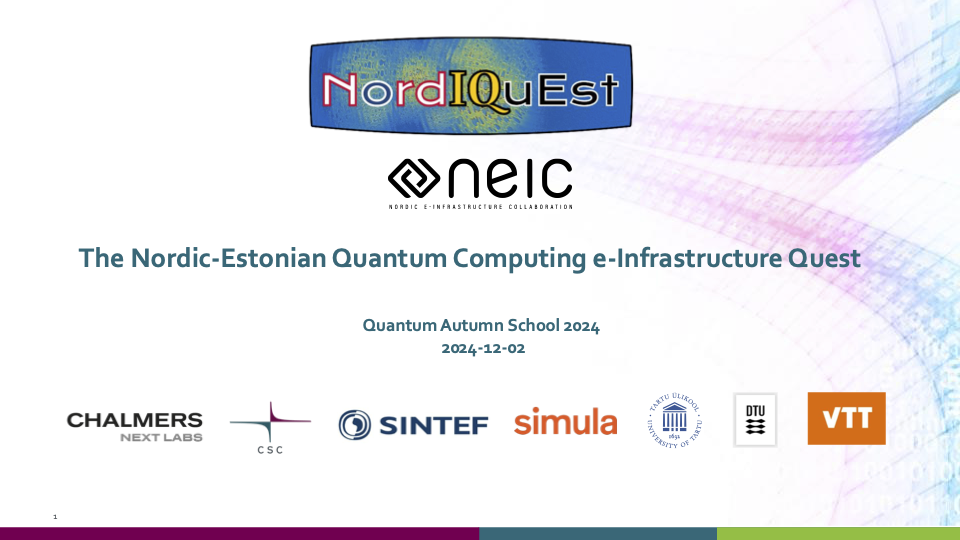 NordIQuEst
neic
NORDIC E-INFRASTRUCTURE COLLABORATION
The Nordic-Estonian Quantum Computing e-Infrastructure Quest
Quantum Autumn School 2024
2024-12-02
CHALMERS
NEXT LABS
CSC
SINTEF
simula
TARTU ÜLIKOOL
1632
UNIVERSITY OF TARTU
DTU
VTT
1